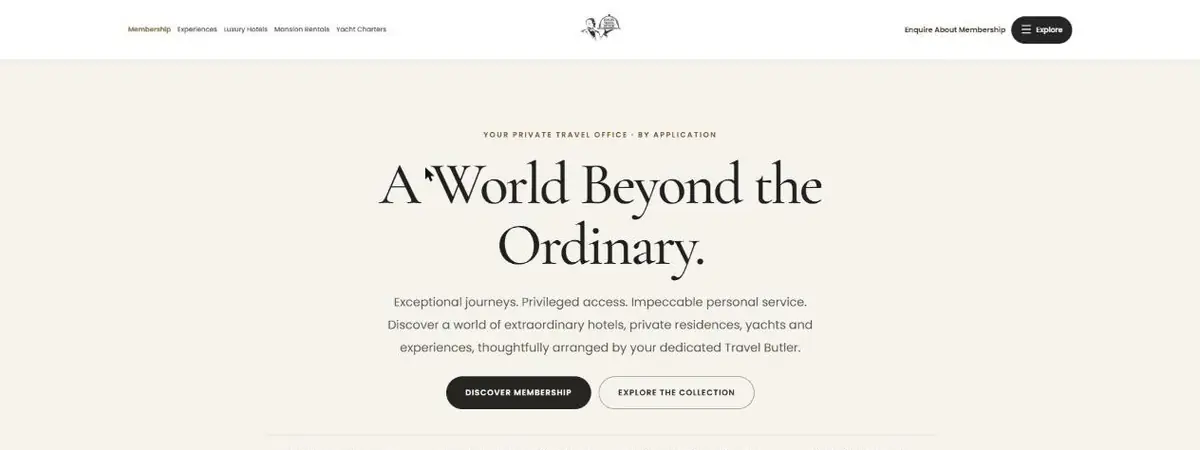 Membership Experiences Luxury Hotels Mansion Rentals Yacht Charters
Enquire About Membership Explore
YOUR PRIVATE TRAVEL OFFICE · BY APPLICATION
A World Beyond the
Ordinary.
Exceptional journeys. Privileged access. Impeccable personal service.
Discover a world of extraordinary hotels, private residences, yachts and
experiences, thoughtfully arranged by your dedicated Travel Butler.
DISCOVER MEMBERSHIP EXPLORE THE COLLECTION